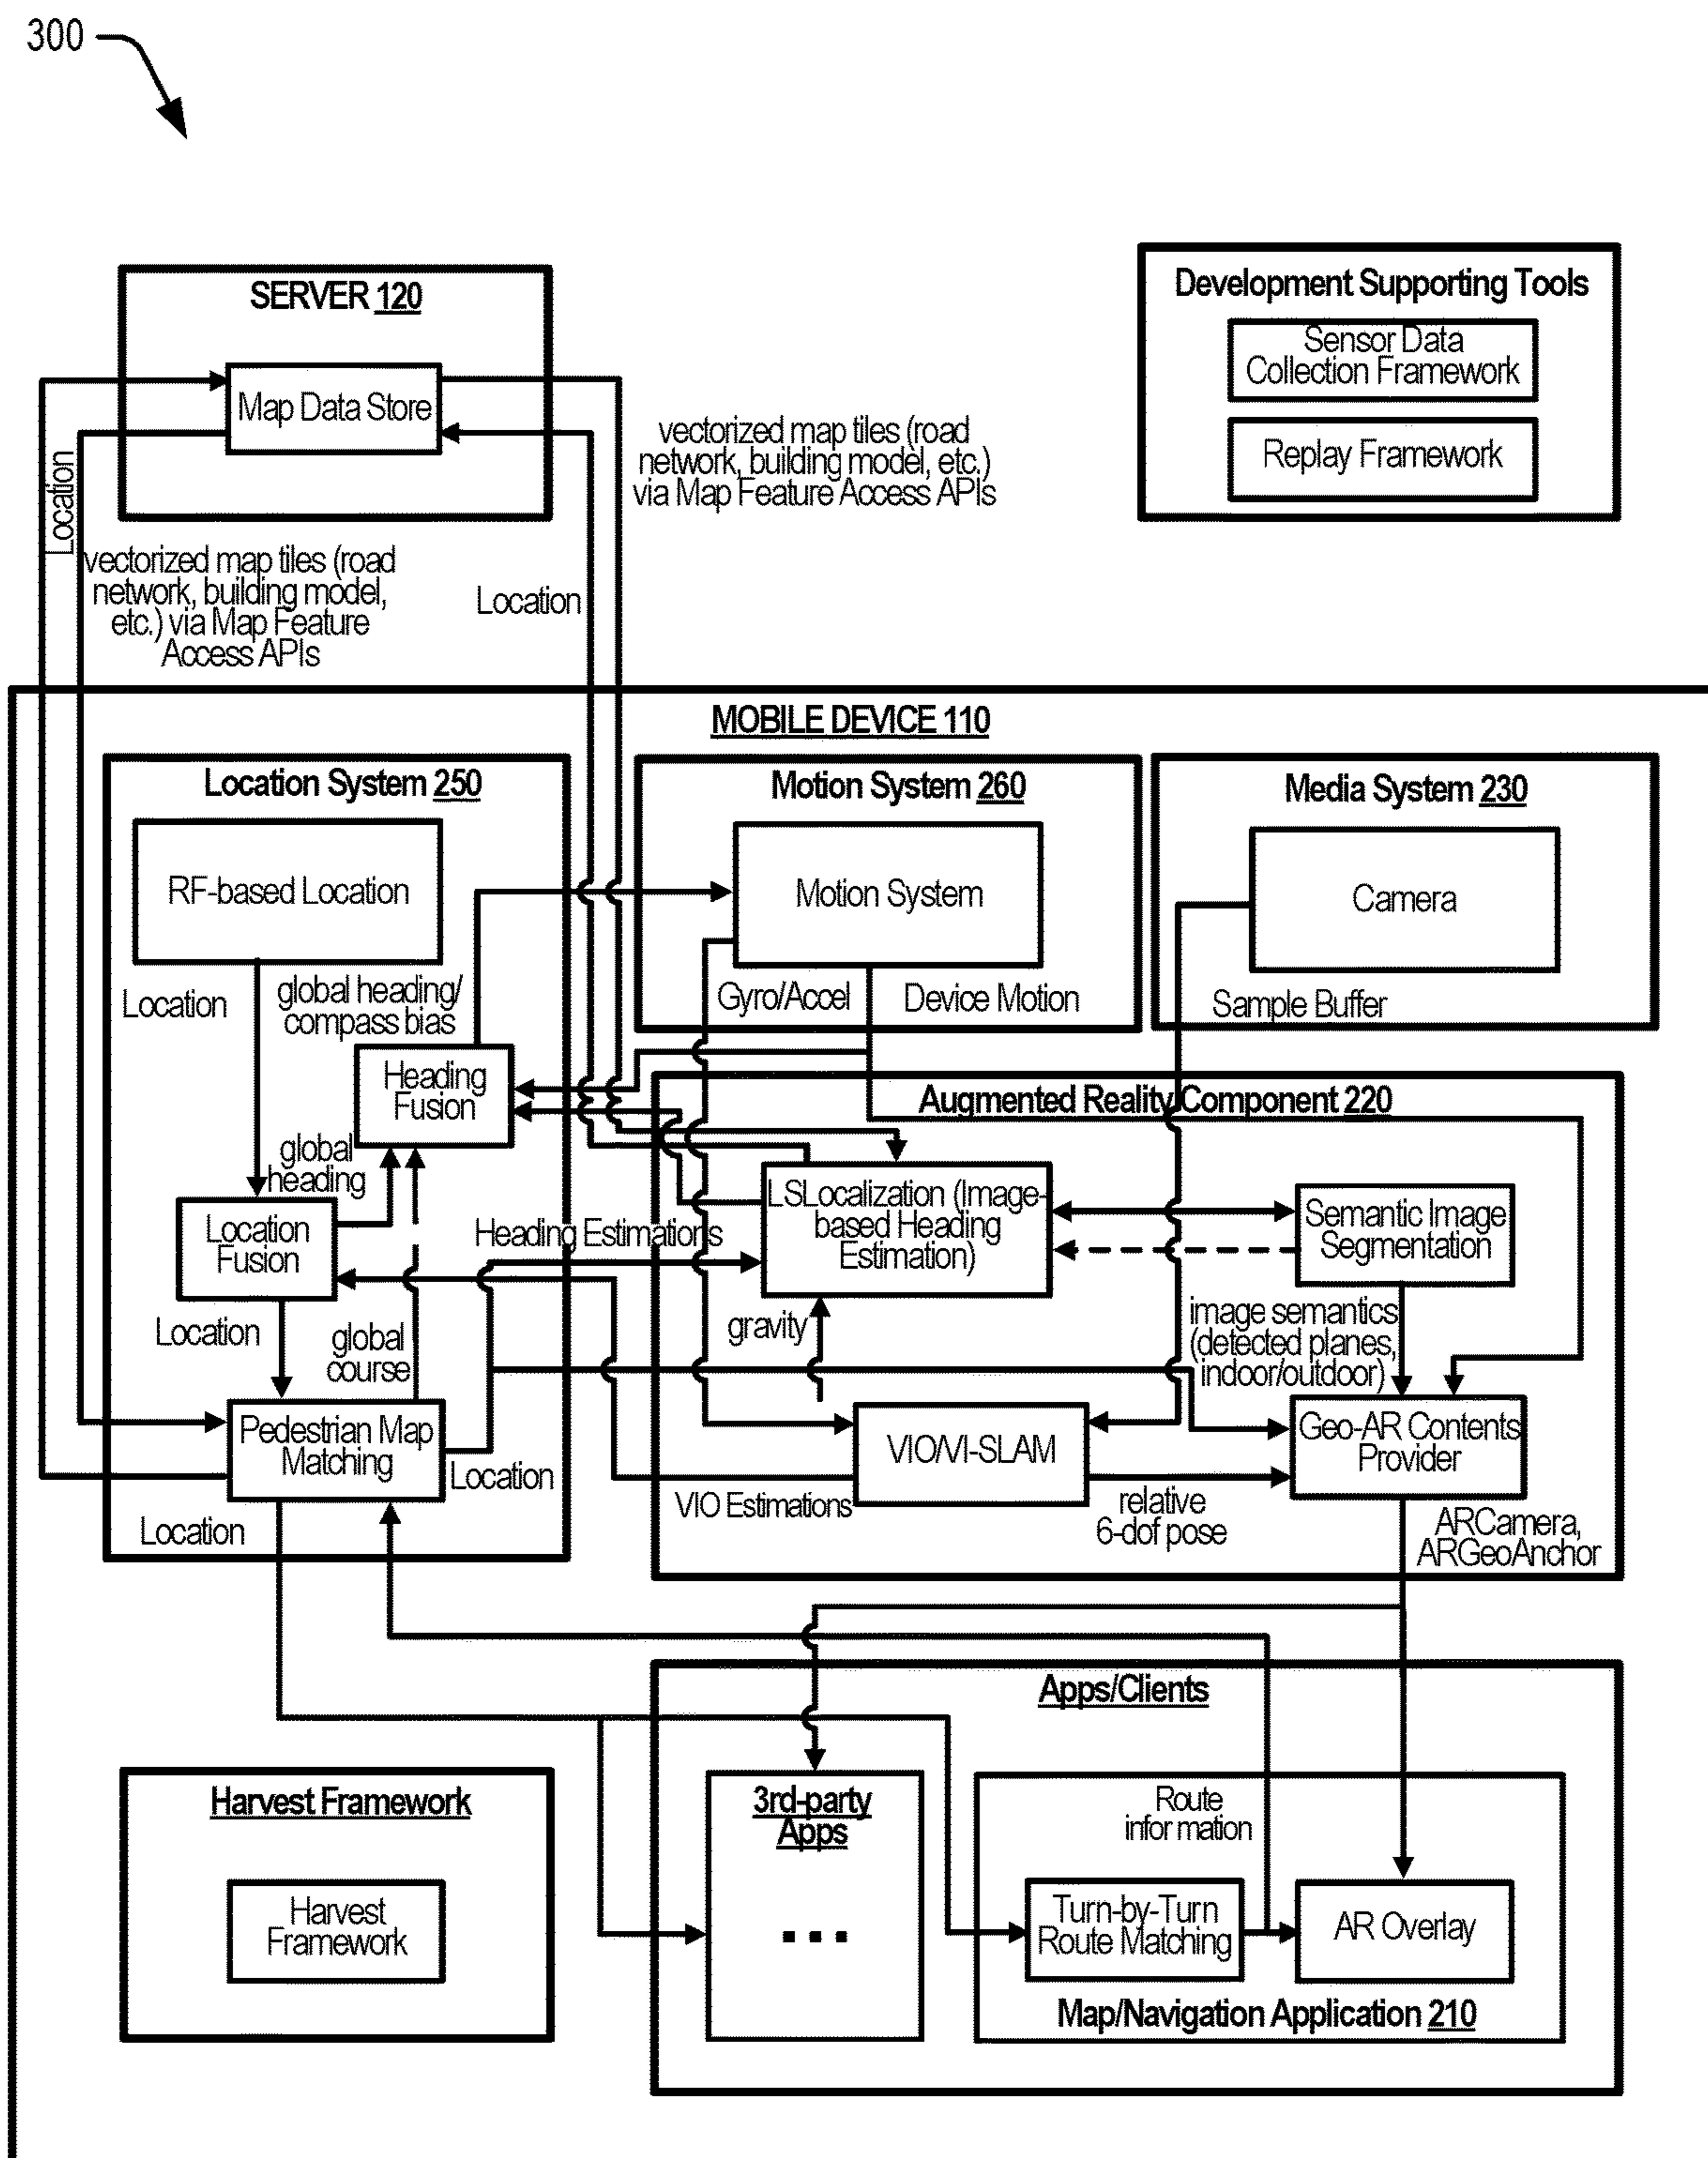 300
SERVER 120
Map Data Store
Development Supporting Tools
Sensor Data
Collection Framework
Replay Framework
vectorized map tiles (road
network, building model, etc.)
via Map Feature Access APIs
Location
vectorized map tiles (road
network, building model,
etc.) via Map Feature
Access APIs
Location
MOBILE DEVICE 110
Location System 250
RF-based Location
Location
global heading/
compass bias
Heading
Fusion
global
heading
Location
Fusion
Location
global
course
Pedestrian Map
Matching
Location
Location
Motion System 260
Motion System
Gyro/Accel
Device Motion
Media System 230
Camera
Sample Buffer
Augmented Reality Component 220
LSLocalization (Image-
based Heading
Estimation)
Heading Estimations
Semantic Image
Segmentation
gravity
image semantics
(detected planes,
indoor/outdoor)
VIO/VI-SLAM
Geo-AR Contents
Provider
VIO Estimations
relative
6-dof pose
ARCamera,
ARGeoAnchor
Apps/Clients
3rd-party
Apps
...
Route
information
Turn-by-Turn
Route Matching
AR Overlay
Map/Navigation Application 210
Harvest Framework
Harvest
Framework